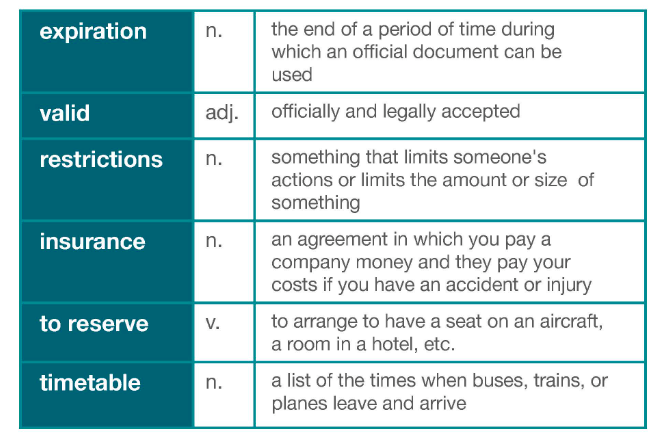 expiration n. the end of a period of time during
which an official document can be
used
valid adj. officially and legally accepted
restrictions n. something that limits someone's
actions or limits the amount or size of
something
insurance n. an agreement in which you pay a
company money and they pay your
costs if you have an accident or injury
to reserve v. to arrange to have a seat on an aircraft,
a room in a hotel, etc.
timetable n. a list of the times when buses, trains, or
planes leave and arrive